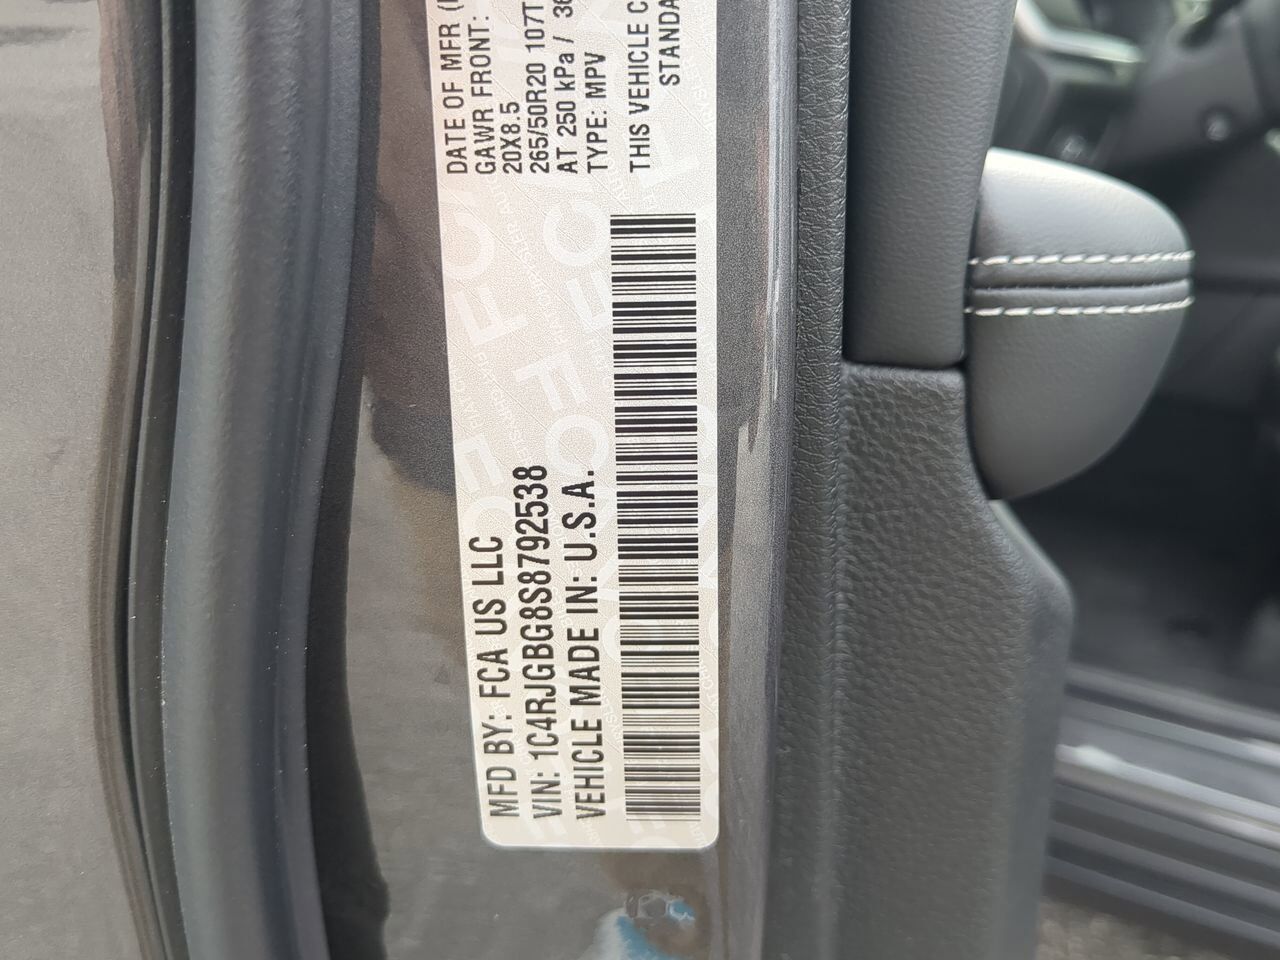 MFD BY: FCA US LLC
VIN: 1C4RJGBG8S8792538
VEHICLE MADE IN: U.S.A.
DATE OF MFR
GAWR FRONT:
20X8.5
265/50R20 107T
AT 250 kPa /
TYPE: MPV
THIS VEHICLE